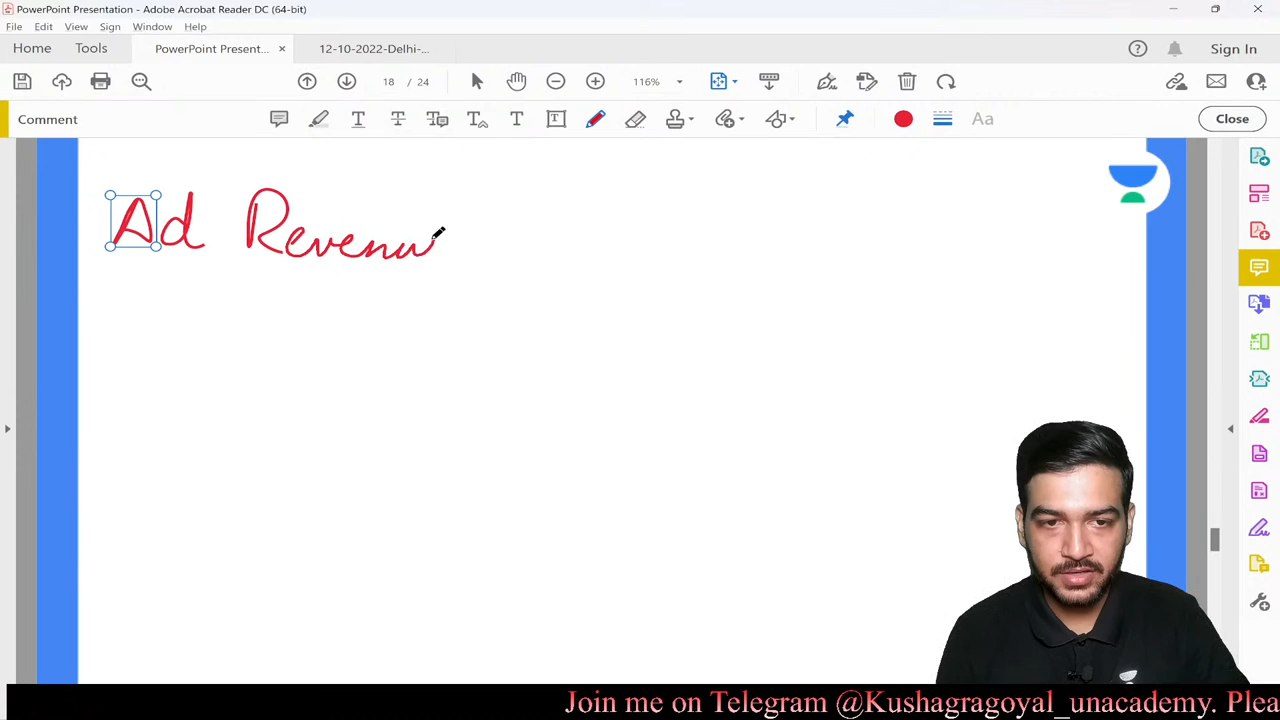 PowerPoint Presentation - Adobe Acrobat Reader DC (64-bit)
File Edit View Sign Window Help
Home Tools PowerPoint Present... × 12-10-2022-Delhi-... Sign In
18 / 24 116%
Comment Aa Close
Ad Revenu
Join me on Telegram @Kushagragoyal_unacademy. Plea